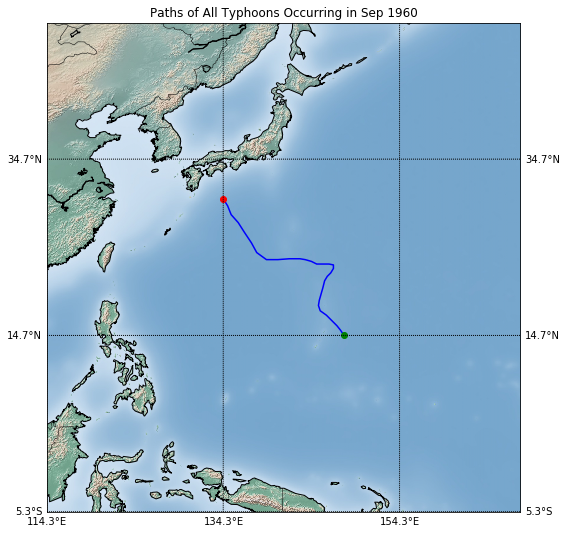 Paths of All Typhoons Occurring in Sep 1960
34.7°N 34.7°N
14.7°N 14.7°N
5.3°S 5.3°S
114.3°E 134.3°E 154.3°E